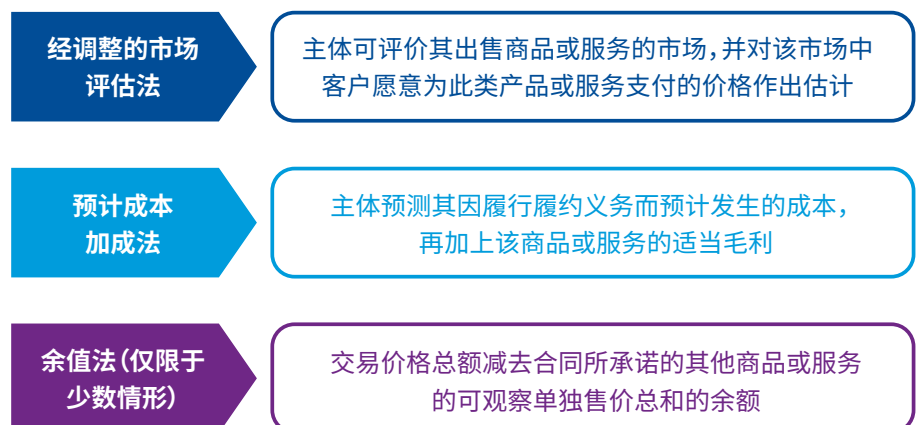 经调整的市场
评估法
主体可评价其出售商品或服务的市场，并对该市场中
客户愿意为此类产品或服务支付的价格作出估计
预计成本
加成法
主体预测其因履行履约义务而预计发生的成本，
再加上该商品或服务的适当毛利
余值法（仅限于
少数情形）
交易价格总额减去合同所承诺的其他商品或服务
的可观察单独售价总和的余额